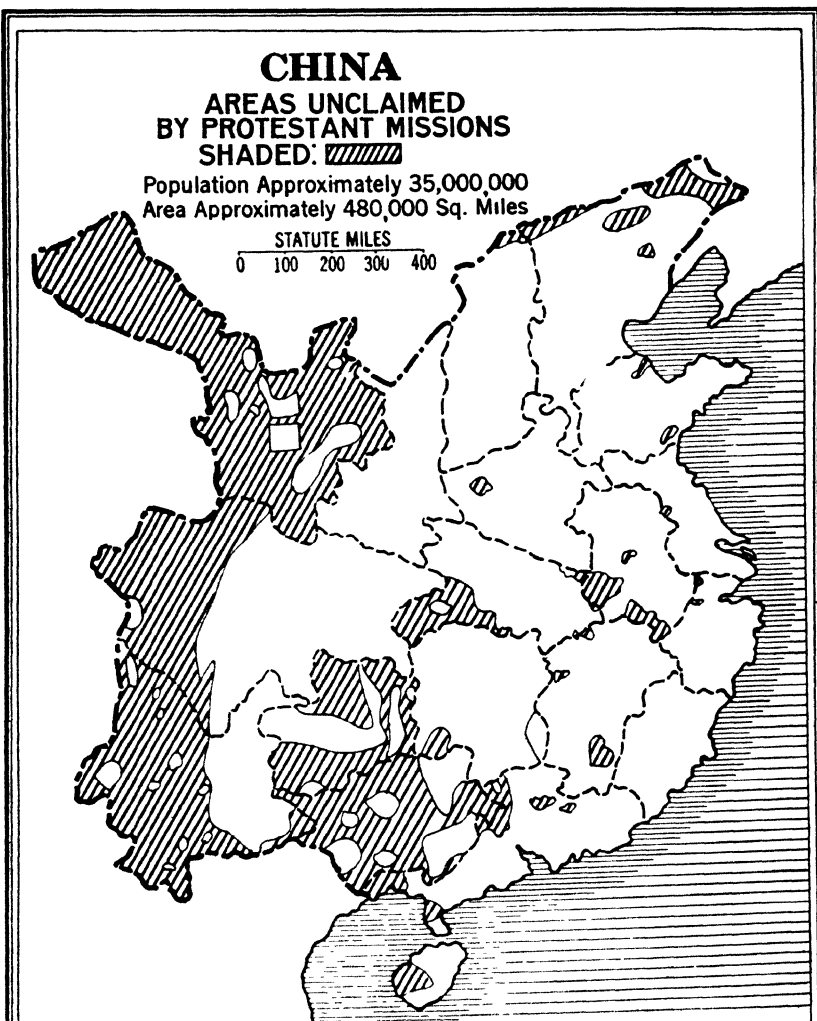 CHINA
AREAS UNCLAIMED
BY PROTESTANT MISSIONS
SHADED:
Population Approximately 35,000,000
Area Approximately 480,000 Sq. Miles
STATUTE MILES
0 100 200 300 400